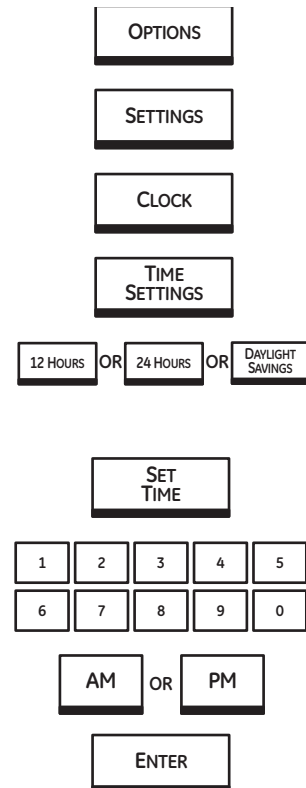 OPTIONS
SETTINGS
CLOCK
TIME
SETTINGS
12 HOURS OR 24 HOURS OR DAYLIGHT
SAVINGS
SET
TIME
1 2 3 4 5
6 7 8 9 0
AM OR PM
ENTER